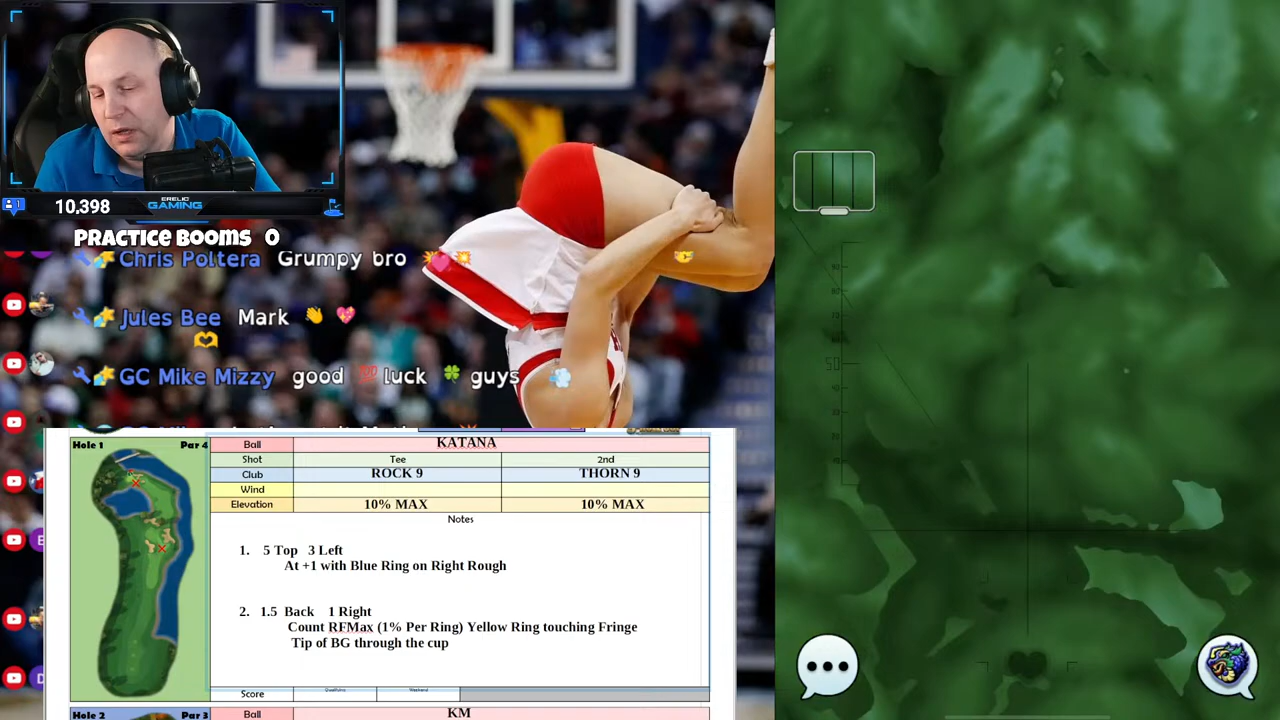 ERELIC
10,398 GAMING
PRACTICE BOOMS 0
Chris Poltera Grumpy bro
Jules Bee Mark
GC Mike Mizzy good 💯 luck guys
Hole 1 Par 4
Ball KATANA
Shot Tee 2nd
Club ROCK 9 THORN 9
Wind
Elevation 10% MAX 10% MAX
Notes
1. 5 Top 3 Left
At +1 with Blue Ring on Right Rough
2. 1.5 Back 1 Right
Count RFMax (1% Per Ring) Yellow Ring touching Fringe
Tip of BG through the cup
Score
Hole 2 Par 3
Ball KM
50